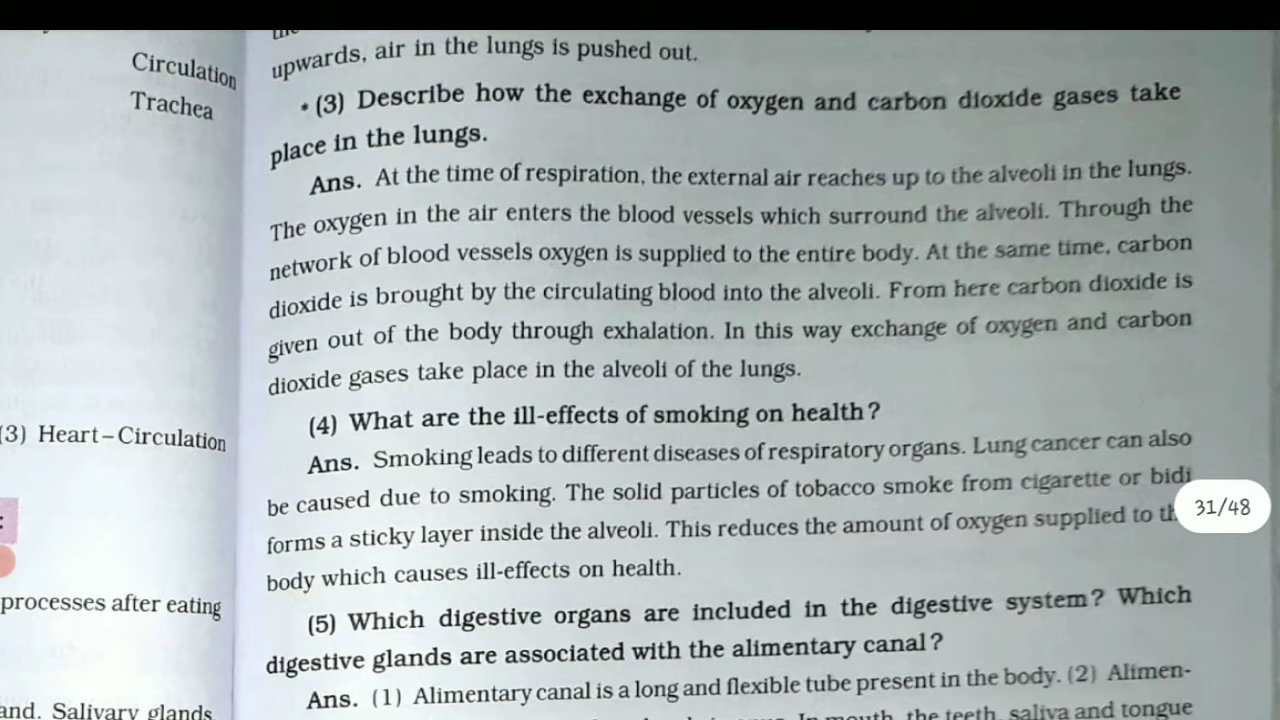 Circulation
Trachea
(3) Heart–Circulation
processes after eating
and. Salivary glands
upwards, air in the lungs is pushed out.
* (3) Describe how the exchange of oxygen and carbon dioxide gases take
place in the lungs.
Ans. At the time of respiration, the external air reaches up to the alveoli in the lungs.
The oxygen in the air enters the blood vessels which surround the alveoli. Through the
network of blood vessels oxygen is supplied to the entire body. At the same time, carbon
dioxide is brought by the circulating blood into the alveoli. From here carbon dioxide is
given out of the body through exhalation. In this way exchange of oxygen and carbon
dioxide gases take place in the alveoli of the lungs.
(4) What are the ill-effects of smoking on health?
Ans. Smoking leads to different diseases of respiratory organs. Lung cancer can also
be caused due to smoking. The solid particles of tobacco smoke from cigarette or bidi
forms a sticky layer inside the alveoli. This reduces the amount of oxygen supplied to
body which causes ill-effects on health.
(5) Which digestive organs are included in the digestive system? Which
digestive glands are associated with the alimentary canal?
Ans. (1) Alimentary canal is a long and flexible tube present in the body. (2) Alimen-
In mouth, the teeth, saliva and tongue
31/48